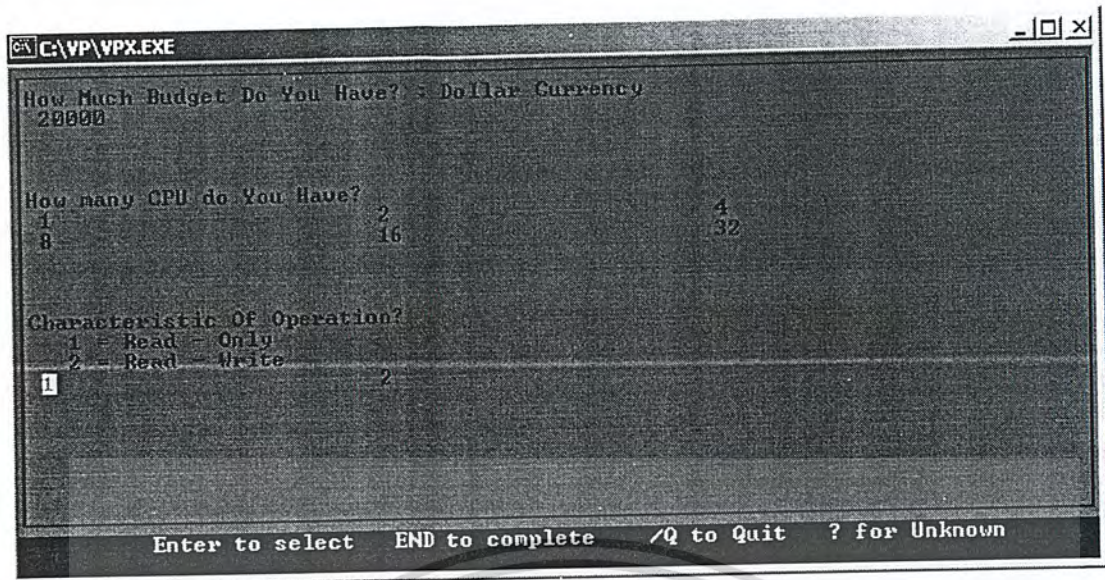 C:\VP\VPX.EXE
How Much Budget Do You Have? : Dollar Currency
20000
How many CPU do You Have?
1 2 4
8 16 32
Characteristic Of Operation?
1 = Read - Only
2 = Read - Write
1 2
Enter to select END to complete /Q to Quit ? for Unknown